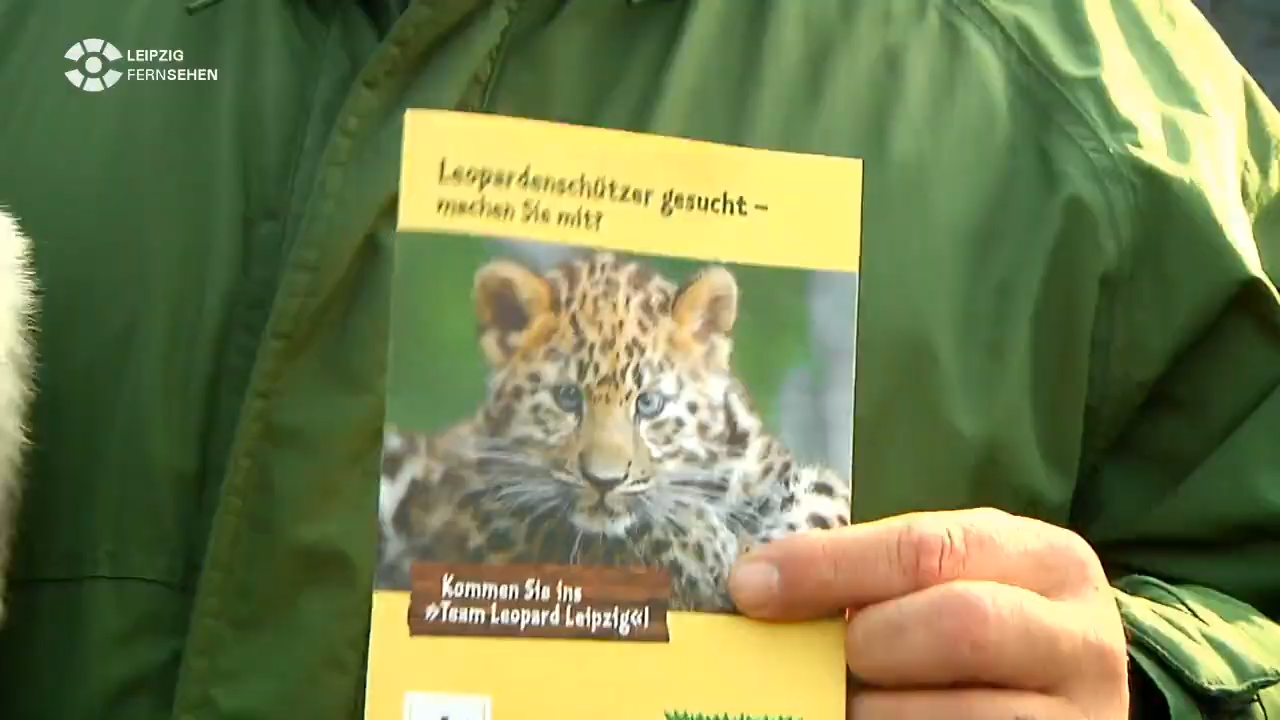 LEIPZIG
FERNSEHEN
Leopardenschützer gesucht –
machen Sie mit?
Kommen Sie ins
»Team Leopard Leipzig«!